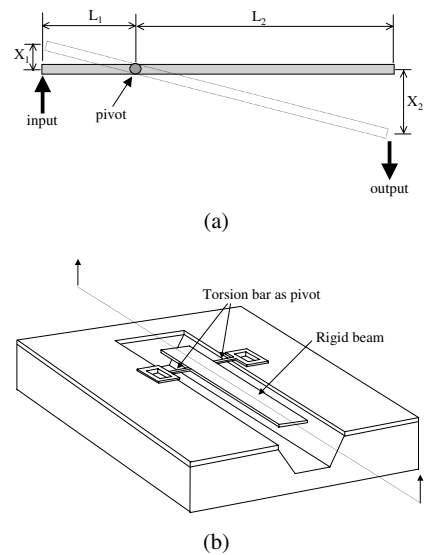 L₁
L₂
X₁
X₂
input
pivot
output
(a)
Torsion bar as pivot
Rigid beam
(b)